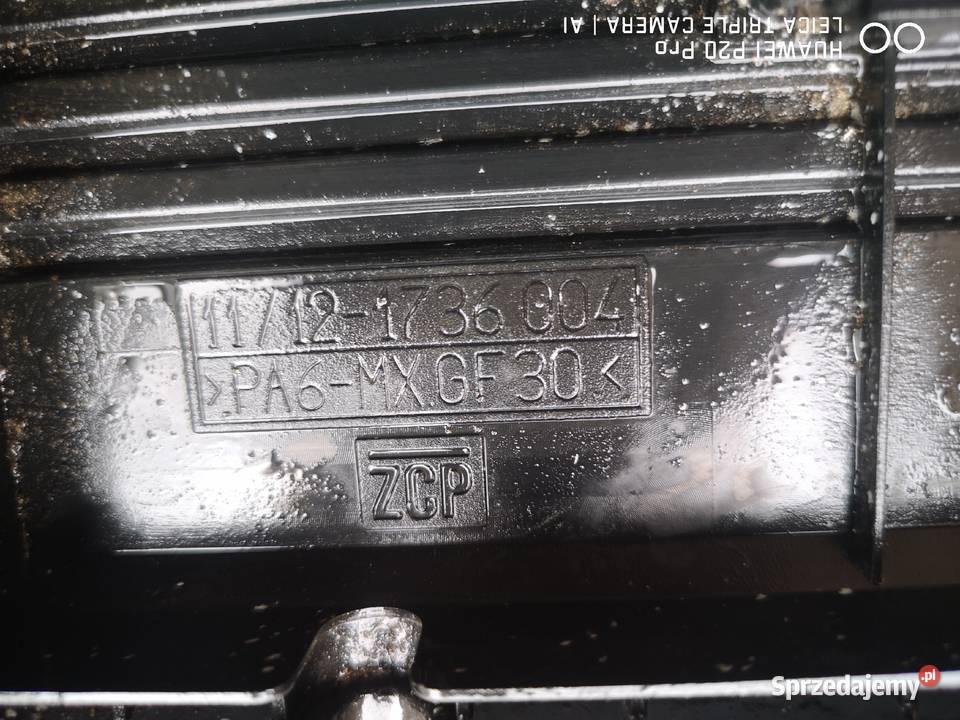 HUAWEI P20 Pro
LEICA TRIPLE CAMERA | AI
11/12-1736 004
>PA6-MX.GF30<
ZCP
Sprzedajemy.pl